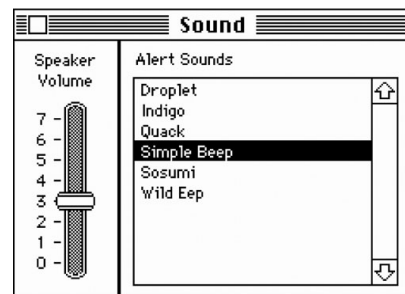 Sound
Speaker
Volume
7
6
5
4
3
2
1
0
Alert Sounds
Droplet
Indigo
Quack
Simple Beep
Sosumi
Wild Eep